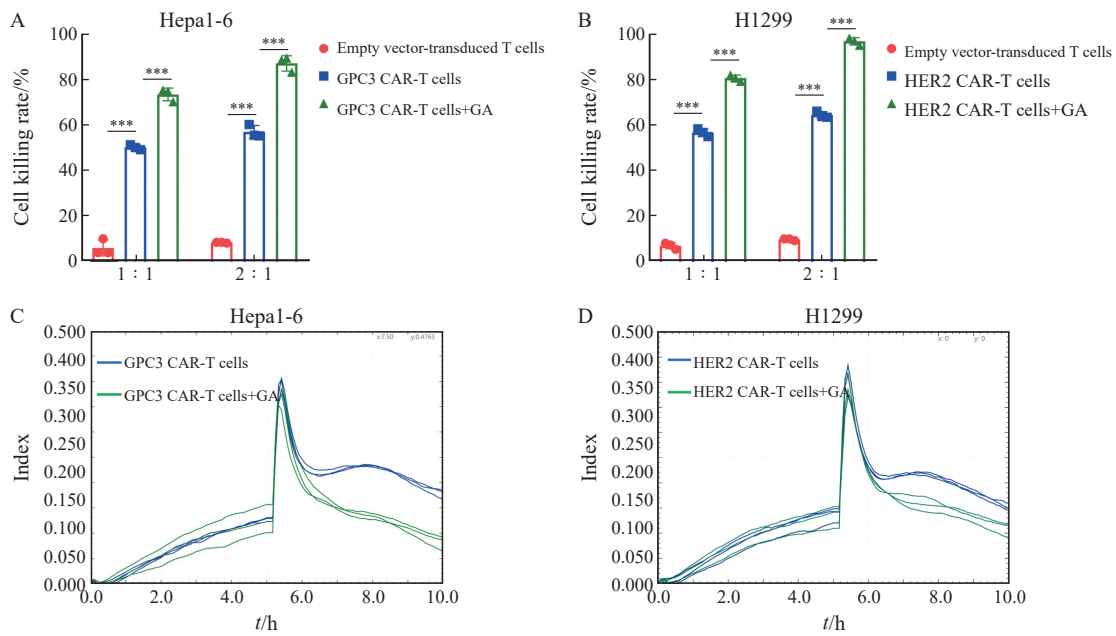 A
Hepa1-6
Cell killing rate/%
100
80
60
40
20
0
***
***
***
***
1 : 1
2 : 1
Empty vector-transduced T cells
GPC3 CAR-T cells
GPC3 CAR-T cells+GA
B
H1299
Cell killing rate/%
100
80
60
40
20
0
***
***
***
***
1 : 1
2 : 1
Empty vector-transduced T cells
HER2 CAR-T cells
HER2 CAR-T cells+GA
C
Hepa1-6
Index
0.500
0.450
0.400
0.350
0.300
0.250
0.200
0.150
0.100
0.050
0.000
x:7.50 y:0.4763
GPC3 CAR-T cells
GPC3 CAR-T cells+GA
0.0 2.0 4.0 6.0 8.0 10.0
t/h
D
H1299
Index
0.500
0.450
0.400
0.350
0.300
0.250
0.200
0.150
0.100
0.050
0.000
x: 0 y: 0
HER2 CAR-T cells
HER2 CAR-T cells+GA
0.0 2.0 4.0 6.0 8.0 10.0
t/h